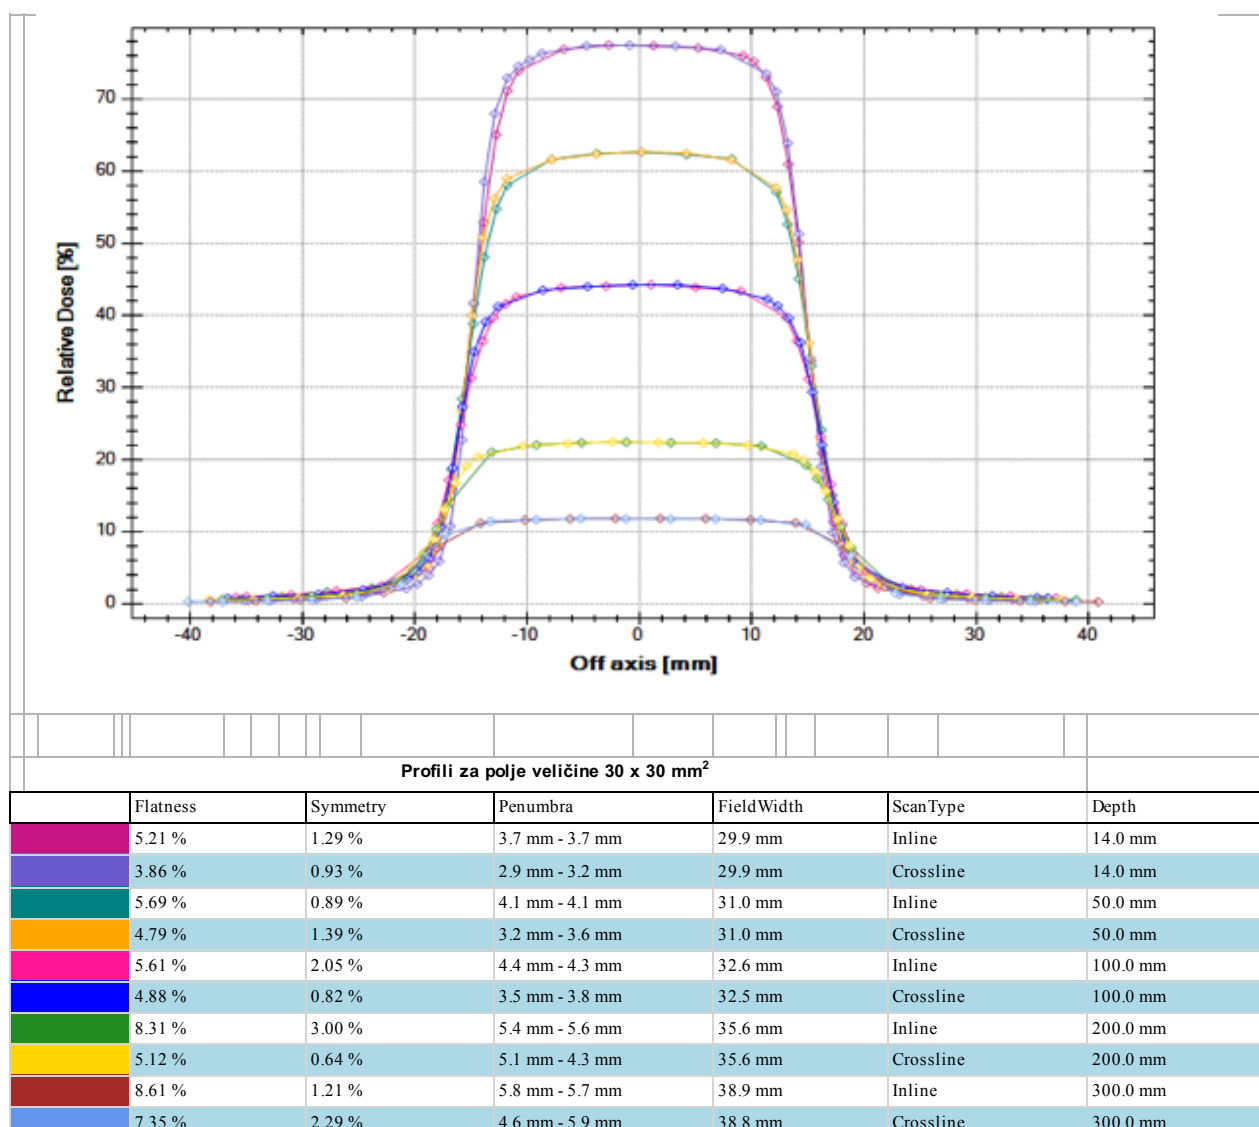 70
60
50
40
30
20
10
0
Relative Dose [%]
-40 -30 -20 -10 0 10 20 30 40
Off axis [mm]
Profili za polje veličine 30 x 30 mm²
Flatness Symmetry Penumbra FieldWidth ScanType Depth
5.21 % 1.29 % 3.7 mm - 3.7 mm 29.9 mm Inline 14.0 mm
3.86 % 0.93 % 2.9 mm - 3.2 mm 29.9 mm Crossline 14.0 mm
5.69 % 0.89 % 4.1 mm - 4.1 mm 31.0 mm Inline 50.0 mm
4.79 % 1.39 % 3.2 mm - 3.6 mm 31.0 mm Crossline 50.0 mm
5.61 % 2.05 % 4.4 mm - 4.3 mm 32.6 mm Inline 100.0 mm
4.88 % 0.82 % 3.5 mm - 3.8 mm 32.5 mm Crossline 100.0 mm
8.31 % 3.00 % 5.4 mm - 5.6 mm 35.6 mm Inline 200.0 mm
5.12 % 0.64 % 5.1 mm - 4.3 mm 35.6 mm Crossline 200.0 mm
8.61 % 1.21 % 5.8 mm - 5.7 mm 38.9 mm Inline 300.0 mm
7.35 % 2.29 % 4.6 mm - 5.9 mm 38.8 mm Crossline 300.0 mm